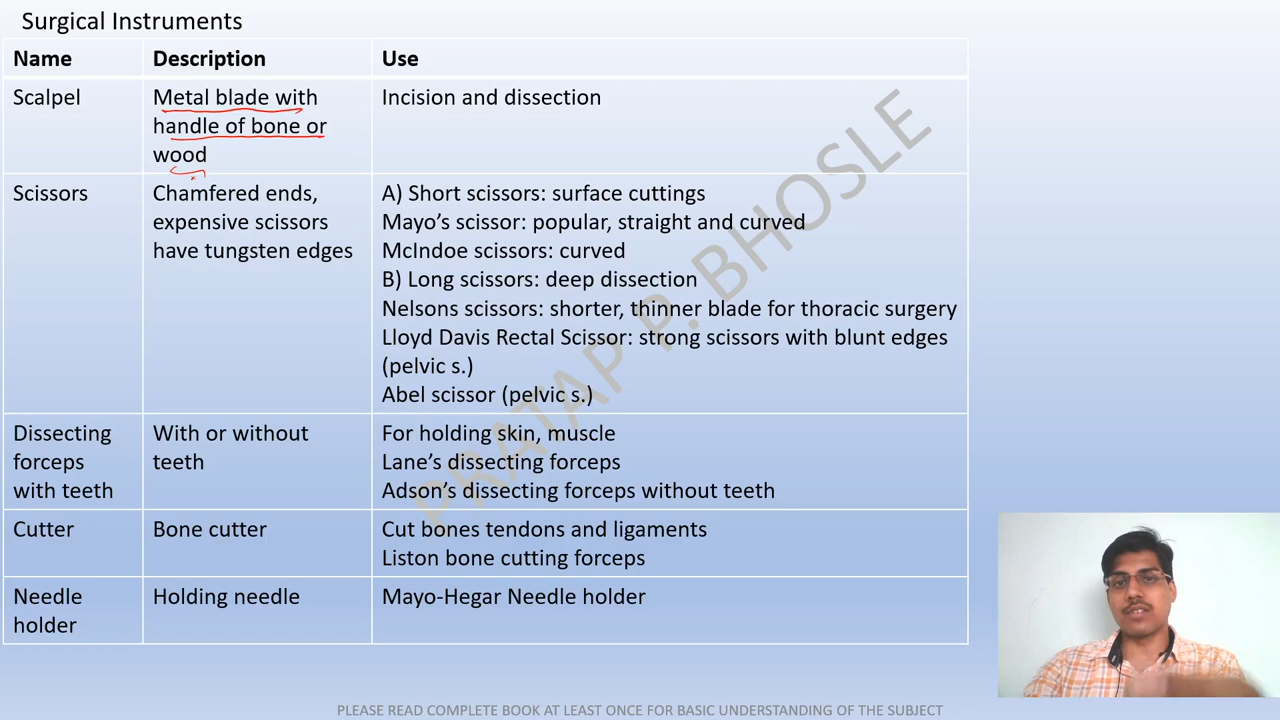 Surgical Instruments
Name Description Use
Scalpel
Metal blade with
handle of bone or
wood
Incision and dissection
Scissors
Chamfered ends,
expensive scissors
have tungsten edges
A) Short scissors: surface cuttings
Mayo's scissor: popular, straight and curved
McIndoe scissors: curved
B) Long scissors: deep dissection
Nelsons scissors: shorter, thinner blade for thoracic surgery
Lloyd Davis Rectal Scissor: strong scissors with blunt edges
(pelvic s.)
Abel scissor (pelvic s.)
Dissecting
forceps
with teeth
With or without
teeth
For holding skin, muscle
Lane's dissecting forceps
Adson's dissecting forceps without teeth
Cutter
Bone cutter
Cut bones tendons and ligaments
Liston bone cutting forceps
Needle
holder
Holding needle
Mayo-Hegar Needle holder
PRATAP P. BHOSLE
PLEASE READ COMPLETE BOOK AT LEAST ONCE FOR BASIC UNDERSTANDING OF THE SUBJECT